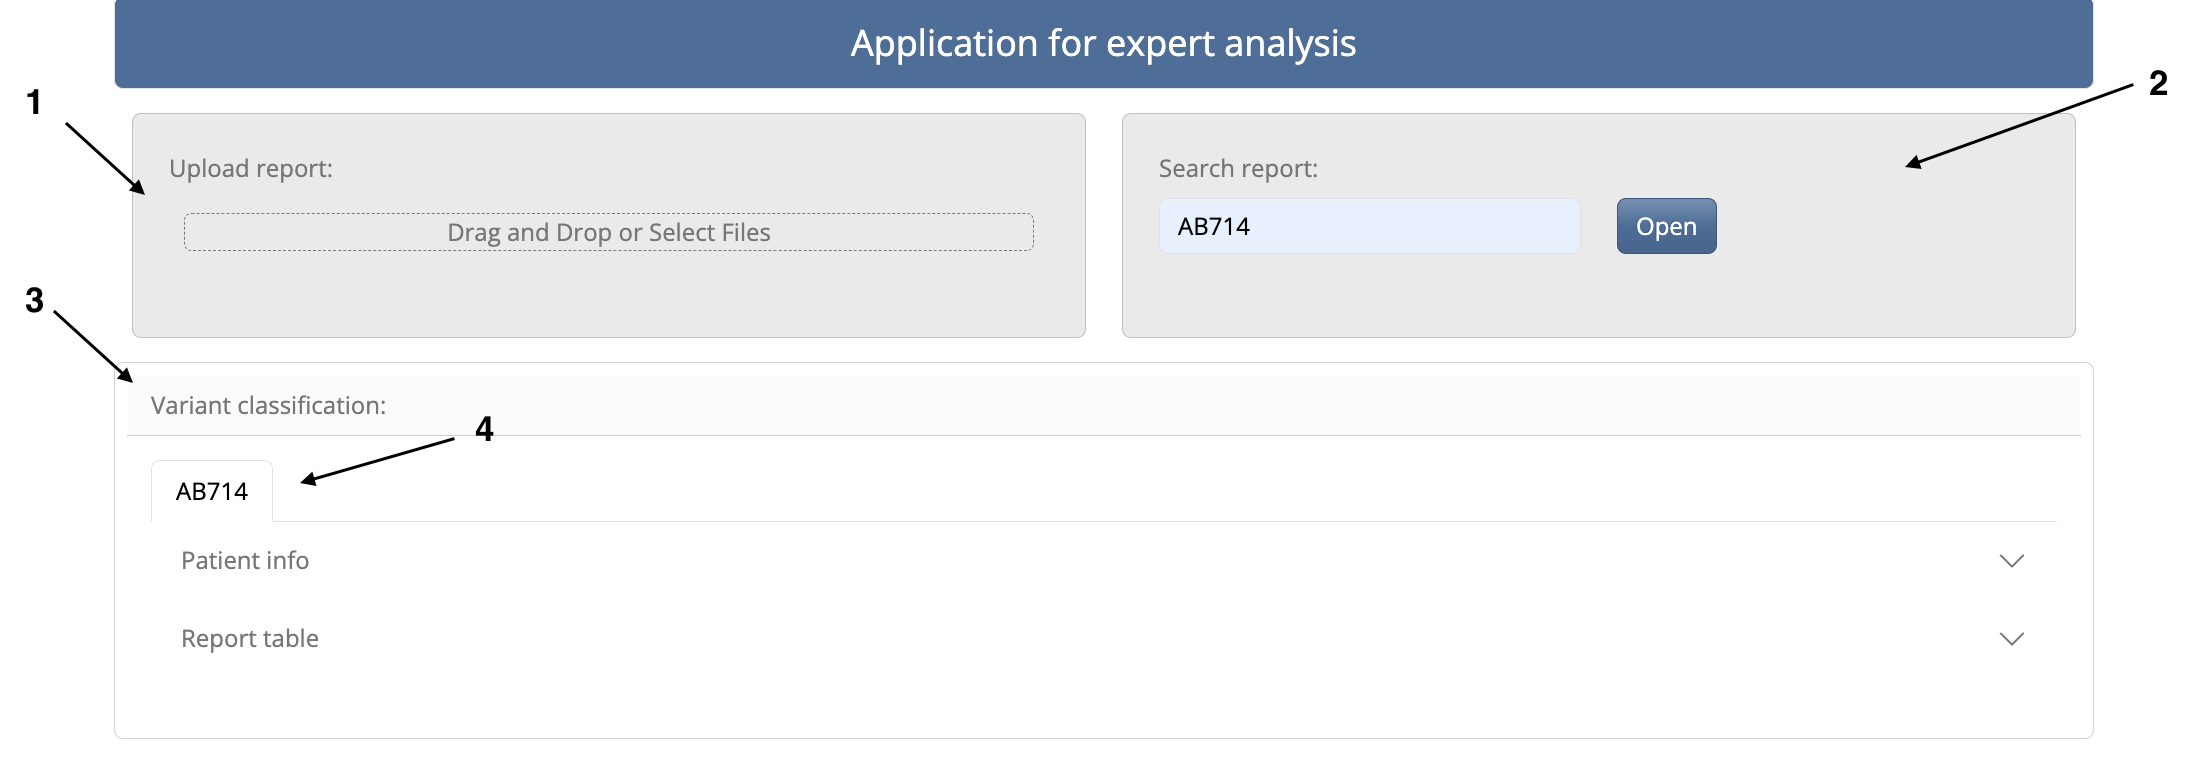 Application for expert analysis
1
2
Upload report:
Search report:
Drag and Drop or Select Files
AB714
Open
3
Variant classification:
4
AB714
Patient info
Report table